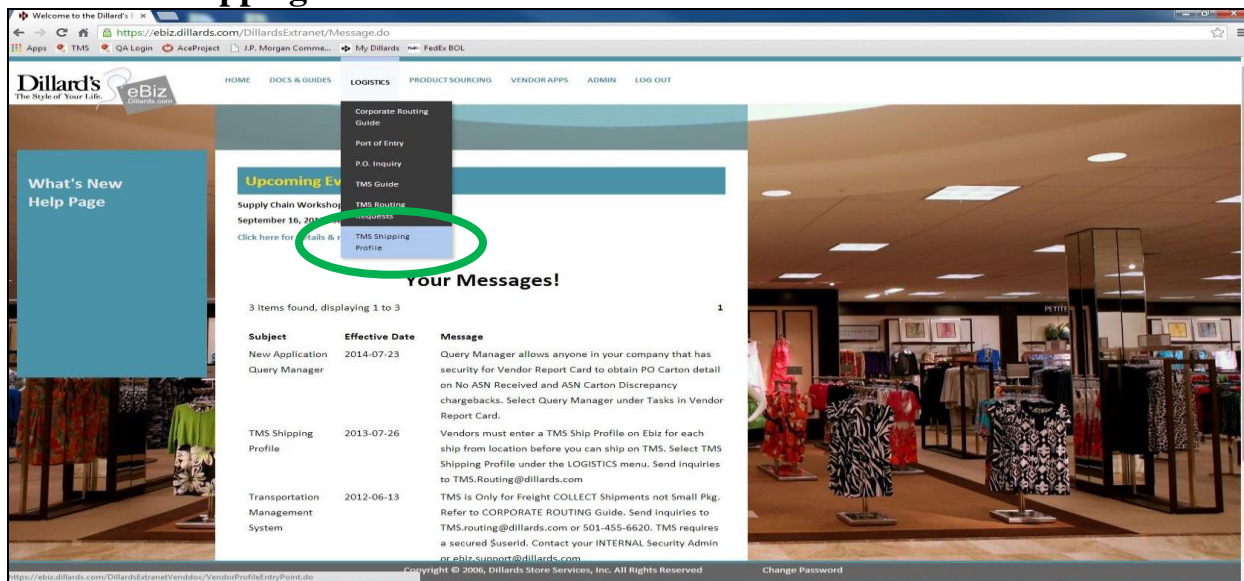 Welcome to the Dillard's
https://ebiz.dillards.com/DillardsExtranet/Message.do
Apps TMS QA Login AceProject J.P. Morgan Comme... My Dillards FedEx BOL
Dillard's
The Style of Your Life.
eBiz
Dillards.com
HOME DOCS & GUIDES LOGISTICS PRODUCT SOURCING VENDOR APPS ADMIN LOG OUT
Corporate Routing
Guide
Port of Entry
P.O. Inquiry
TMS Guide
TMS Routing
Requests
TMS Shipping
Profile
What's New
Help Page
Upcoming Ev
Supply Chain Workshop
September 16, 201
Click here for details & r
Your Messages!
3 items found, displaying 1 to 3 1
Subject Effective Date Message
New Application 2014-07-23 Query Manager allows anyone in your company that has
Query Manager security for Vendor Report Card to obtain PO Carton detail
on No ASN Received and ASN Carton Discrepancy
chargebacks. Select Query Manager under Tasks in Vendor
Report Card.
TMS Shipping 2013-07-26 Vendors must enter a TMS Ship Profile on Ebiz for each
Profile ship from location before you can ship on TMS. Select TMS
Shipping Profile under the LOGISTICS menu. Send inquiries
to TMS.Routing@dillards.com
Transportation 2012-06-13 TMS is Only for Freight COLLECT Shipments not Small Pkg.
Management Refer to CORPORATE ROUTING Guide. Send inquiries to
System TMS.routing@dillards.com or 501-455-6620. TMS requires
a secured $userid. Contact your INTERNAL Security Admin
or ebiz.support@dillards.com
PETITE
Copyright © 2006, Dillards Store Services, Inc. All Rights Reserved Change Password
https://ebiz.dillards.com/DillardsExtranetVenddoc/VendorProfileEntryPoint.do